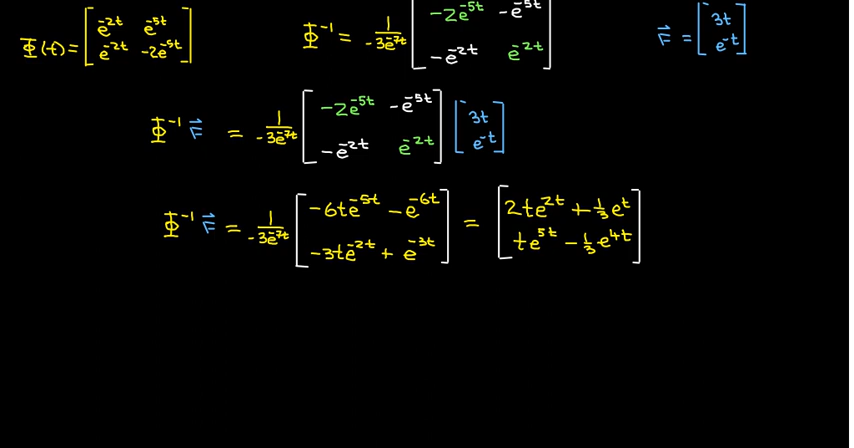 Φ(t) = [e^{-2t} e^{-5t}; e^{-2t} -2e^{-5t}] Φ^{-1} = 1/(-3e^{-7t}) [-2e^{-5t} -e^{-5t}; -e^{-2t} e^{-2t}] F⃗ = [3t; e^{-t}]
Φ^{-1} F⃗ = 1/(-3e^{-7t}) [-2e^{-5t} -e^{-5t}; -e^{-2t} e^{-2t}] [3t; e^{-t}]
Φ^{-1} F⃗ = 1/(-3e^{-7t}) [-6te^{-5t} - e^{-6t}; -3te^{-2t} + e^{-3t}] = [2te^{2t} + 1/3 e^{t}; te^{5t} - 1/3 e^{4t}]